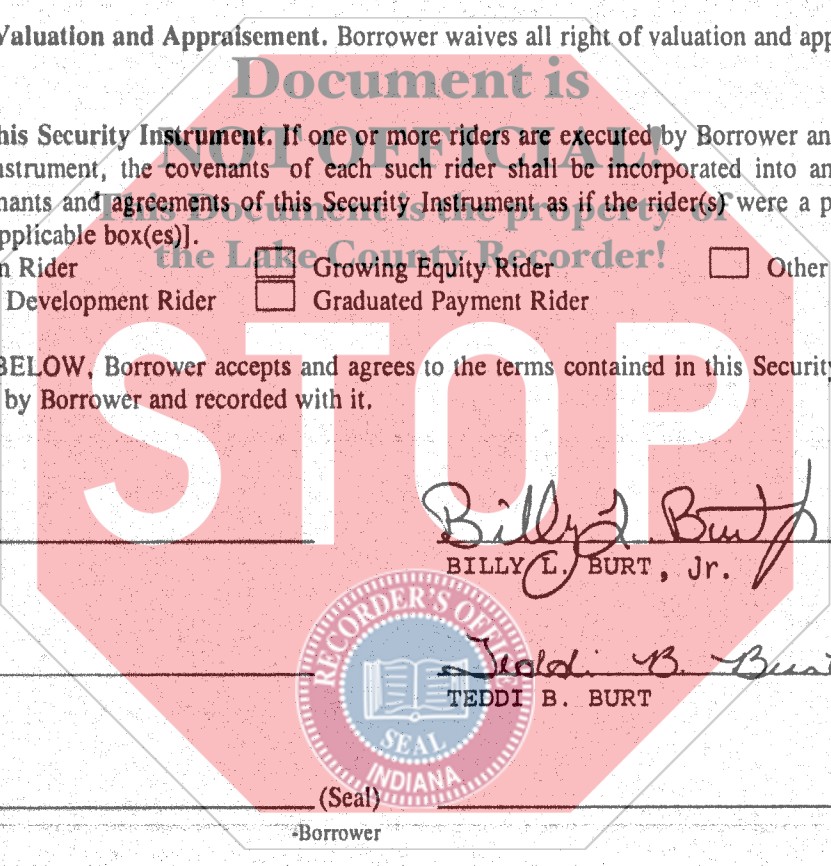 Valuation and Appraisement. Borrower waives all right of valuation and app
Document is
his Security Instrument. If one or more riders are executed by Borrower an
NOT OFFICIAL!
nstrument, the covenants of each such rider shall be incorporated into an
nants and agreements of this Security Instrument as if the rider(s) were a p
This Document is the property of
pplicable box(es)].
the Lake County Recorder!
n Rider Growing Equity Rider Other
Development Rider Graduated Payment Rider
BELOW, Borrower accepts and agrees to the terms contained in this Security
by Borrower and recorded with it.
STOP
Billy L. Burt Jr
BILLY L. BURT, Jr.
RECORDER'S OFFICE
Teddi B. Burt
TEDDI B. BURT
SEAL
INDIANA
(Seal)
-Borrower